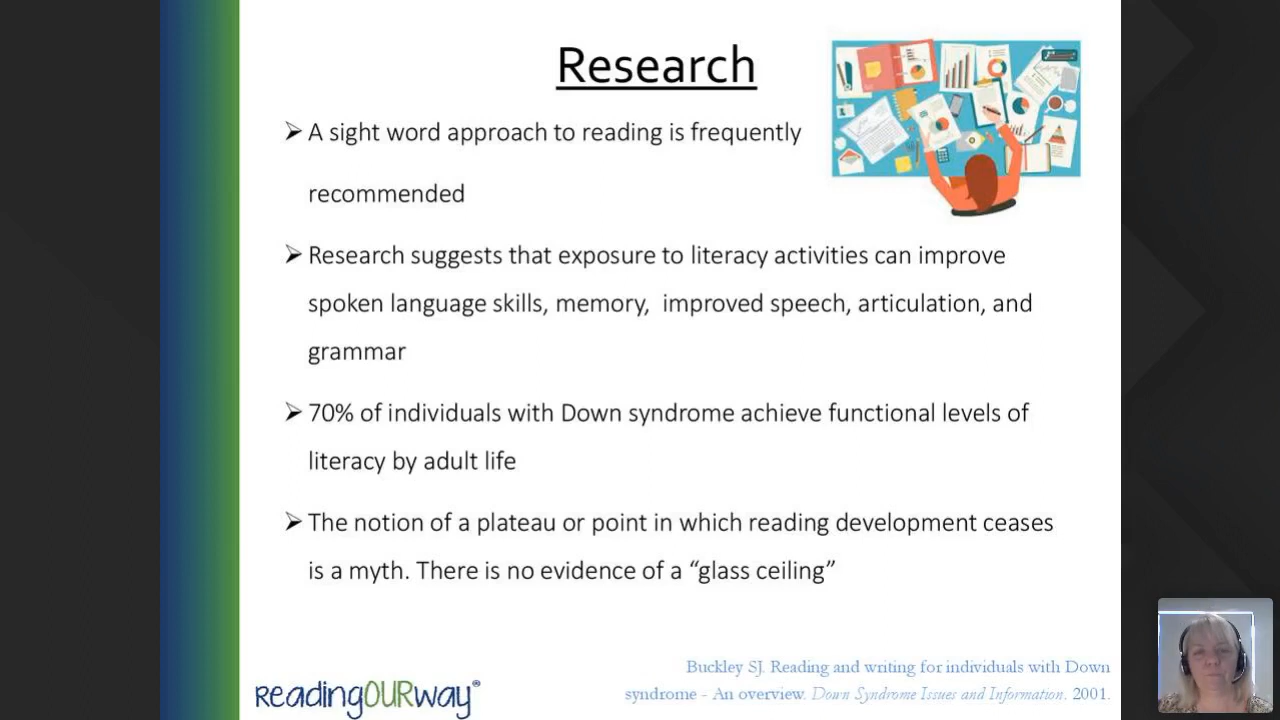 Research
➢ A sight word approach to reading is frequently
recommended
➢ Research suggests that exposure to literacy activities can improve
spoken language skills, memory,  improved speech, articulation, and
grammar
➢ 70% of individuals with Down syndrome achieve functional levels of
literacy by adult life
➢ The notion of a plateau or point in which reading development ceases
is a myth. There is no evidence of a “glass ceiling”
Buckley SJ. Reading and writing for individuals with Down
syndrome - An overview. Down Syndrome Issues and Information. 2001.
readingOURway®